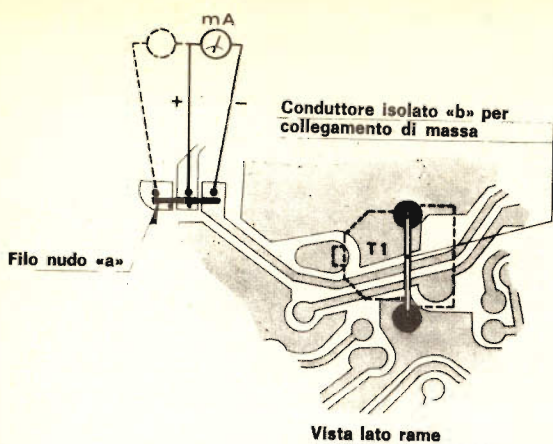 mA
+
-
Conduttore isolato «b» per
collegamento di massa
T1
Filo nudo «a»
Vista lato rame